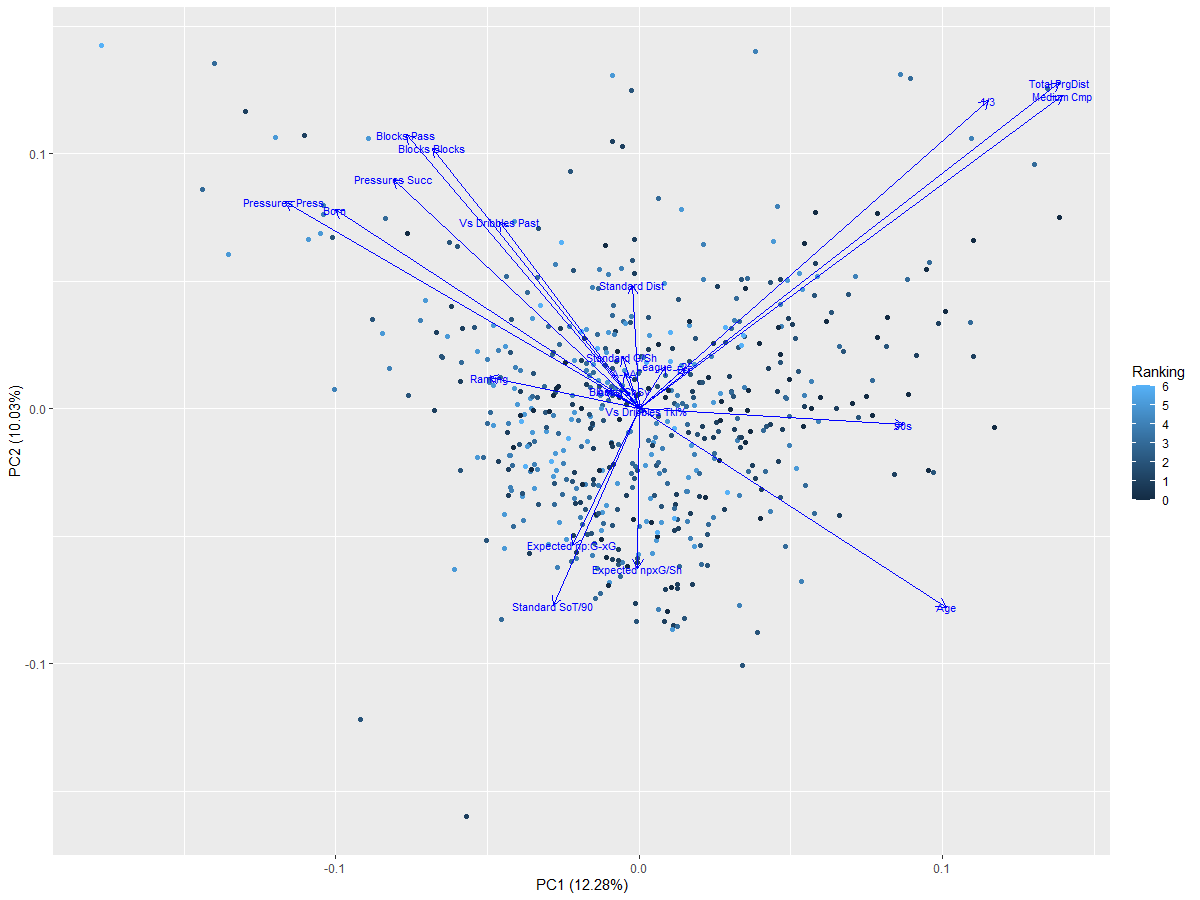 Total PrgDist
1/3
Medium Cmp
Blocks Pass
Blocks Blocks
0.1
Pressures Succ
Pressures Press
Born
Vs Dribbles Past
Standard Dist
Standard G/Sh
Ranking
Vs Dribbles Tkl%
0.0
90s
Expected np:G-xG
Expected npxG/Sh
Standard SoT/90
Age
-0.1
PC2 (10.03%)
-0.1
0.0
0.1
PC1 (12.28%)
Ranking
6
5
4
3
2
1
0